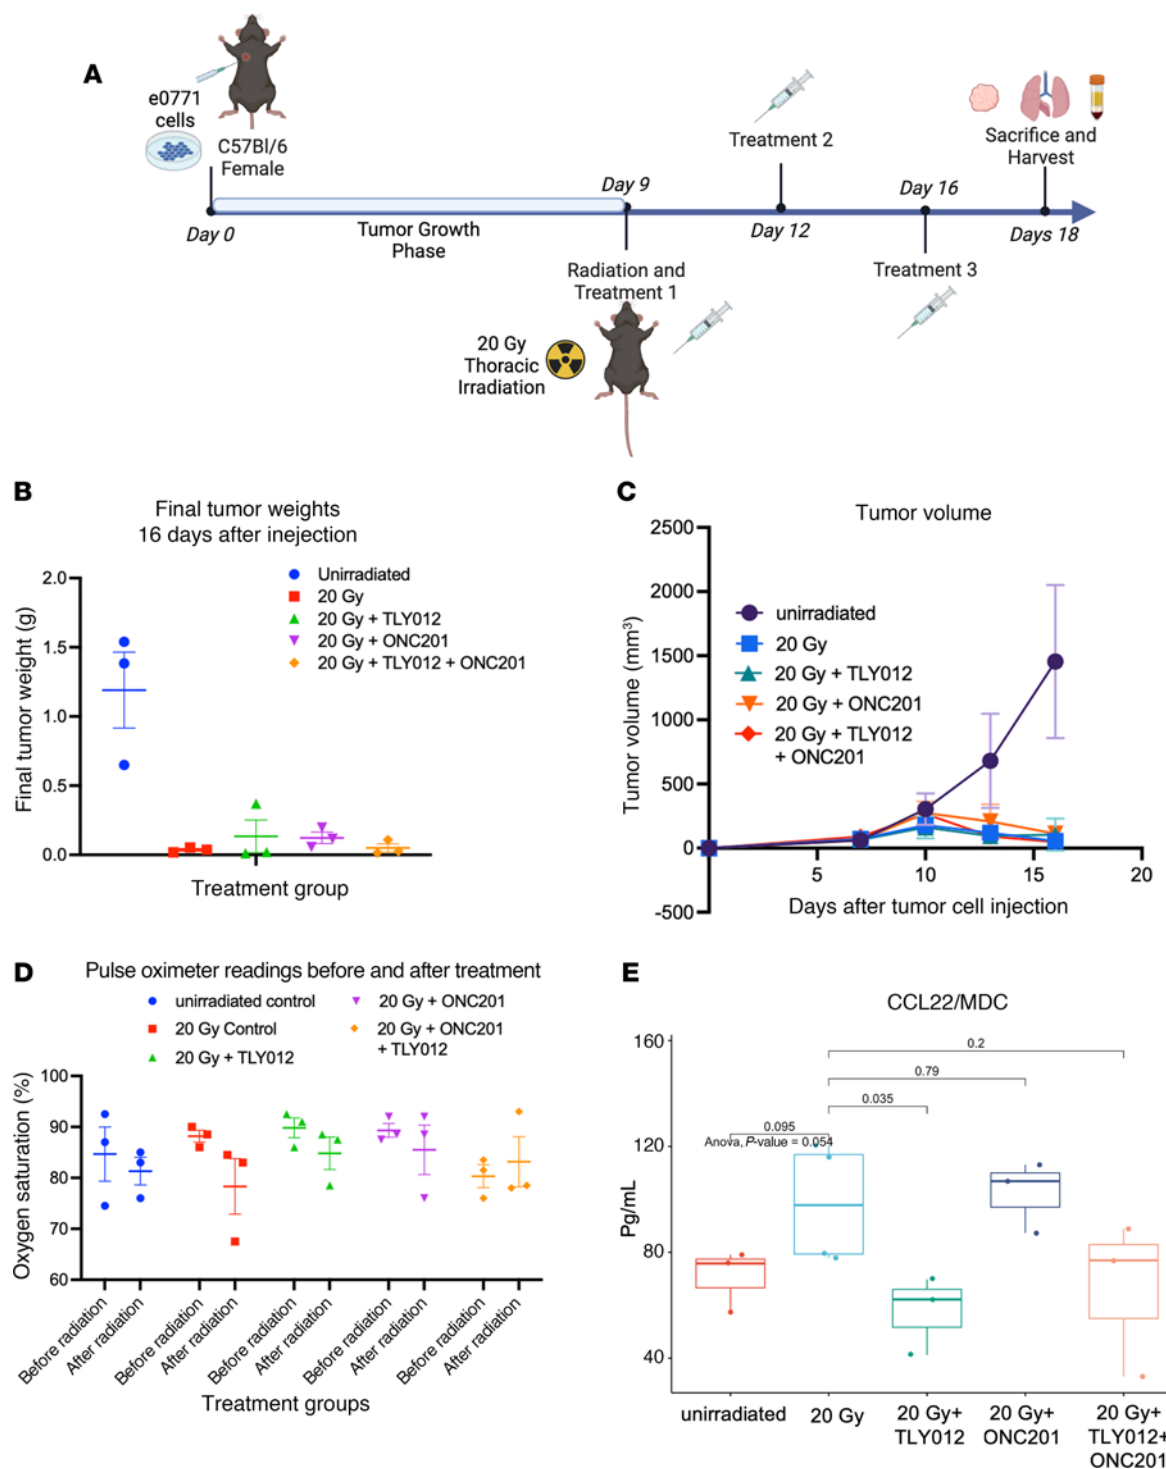 A
e0771
cells
C57Bl/6
Female
Day 0
Tumor Growth
Phase
Day 9
Radiation and
Treatment 1
20 Gy
Thoracic
Irradiation
Treatment 2
Day 12
Day 16
Treatment 3
Sacrifice and
Harvest
Days 18
B
Final tumor weights
16 days after inejection
Final tumor weight (g)
2.0
1.5
1.0
0.5
0.0
Unirradiated
20 Gy
20 Gy + TLY012
20 Gy + ONC201
20 Gy + TLY012 + ONC201
Treatment group
C
Tumor volume
Tumor volume (mm³)
2500
2000
1500
1000
500
0
-500
unirradiated
20 Gy
20 Gy + TLY012
20 Gy + ONC201
20 Gy + TLY012
+ ONC201
5
10
15
20
Days after tumor cell injection
D
Pulse oximeter readings before and after treatment
unirradiated control
20 Gy Control
20 Gy + TLY012
20 Gy + ONC201
20 Gy + ONC201
+ TLY012
Oxygen saturation (%)
100
90
80
70
60
Before radiation
After radiation
Before radiation
After radiation
Before radiation
After radiation
Before radiation
After radiation
Before radiation
After radiation
Treatment groups
E
CCL22/MDC
Pg/mL
160
120
80
40
0.2
0.79
0.035
0.095
Anova, P-value = 0.054
unirradiated
20 Gy
20 Gy+
TLY012
20 Gy+
ONC201
20 Gy+
TLY012+
ONC201